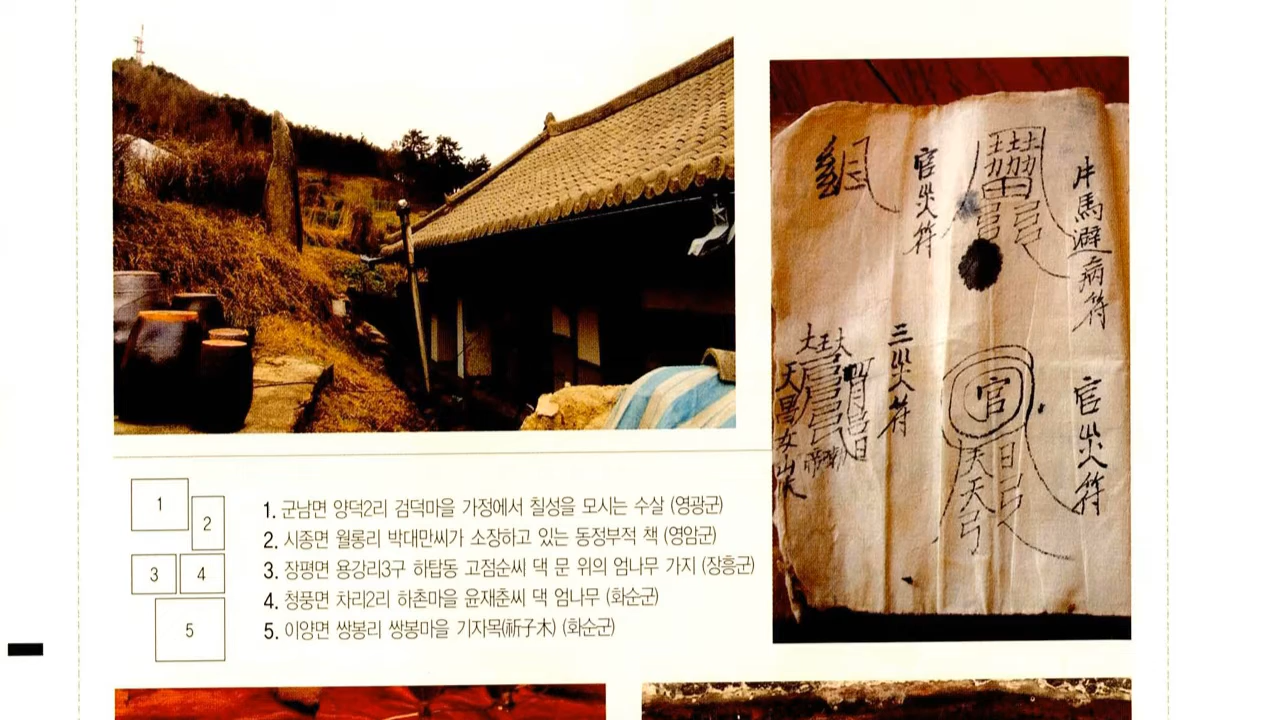 1
2
3
4
5
1. 군남면 양덕2리 검덕마을 가정에서 칠성을 모시는 수살 (영광군)
2. 시종면 월롱리 박대만씨가 소장하고 있는 동정부적 책 (영암군)
3. 장평면 용강리3구 하탑동 고점순씨 댁 문 위의 엄나무 가지 (장흥군)
4. 청풍면 차리2리 하촌마을 윤재춘씨 댁 엄나무 (화순군)
5. 이양면 쌍봉리 쌍봉마을 기자목(祈子木) (화순군)
馬避病符
官災符
官災符
官
三災符